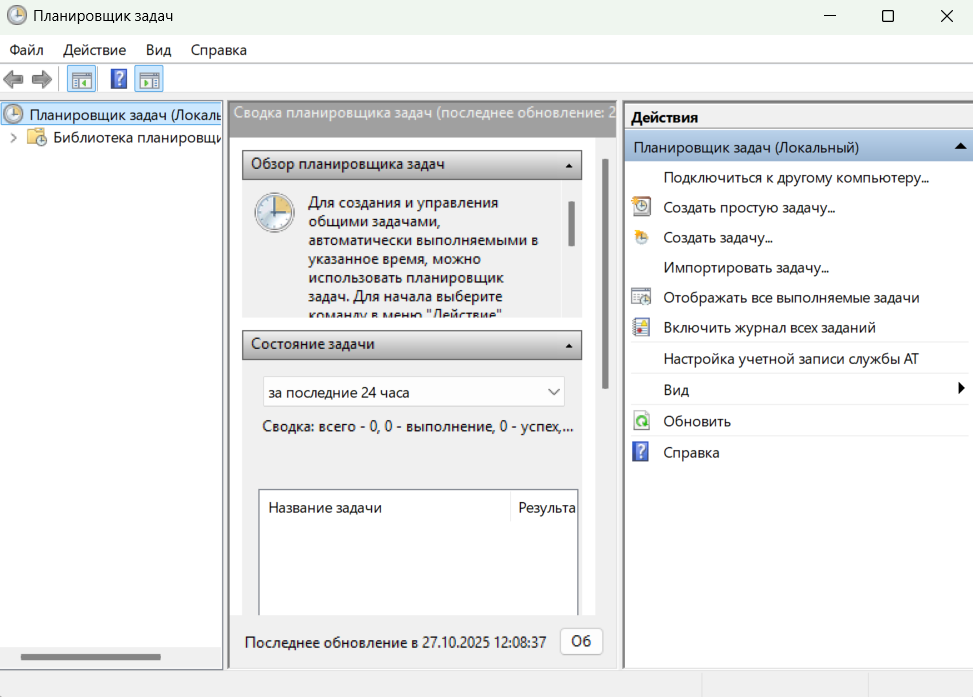 Планировщик задач
Файл Действие Вид Справка
Планировщик задач (Локаль
Библиотека планировщи
Сводка планировщика задач (последнее обновление: 2
Обзор планировщика задач
Для создания и управления
общими задачами,
автоматически выполняемыми в
указанное время, можно
использовать планировщик
задач. Для начала выберите
команду в меню "Действие"
Состояние задачи
за последние 24 часа
Сводка: всего - 0, 0 - выполнение, 0 - успех,...
Название задачи Результа
Последнее обновление в 27.10.2025 12:08:37 Об
Действия
Планировщик задач (Локальный)
Подключиться к другому компьютеру...
Создать простую задачу...
Создать задачу...
Импортировать задачу...
Отображать все выполняемые задачи
Включить журнал всех заданий
Настройка учетной записи службы AT
Вид
Обновить
Справка